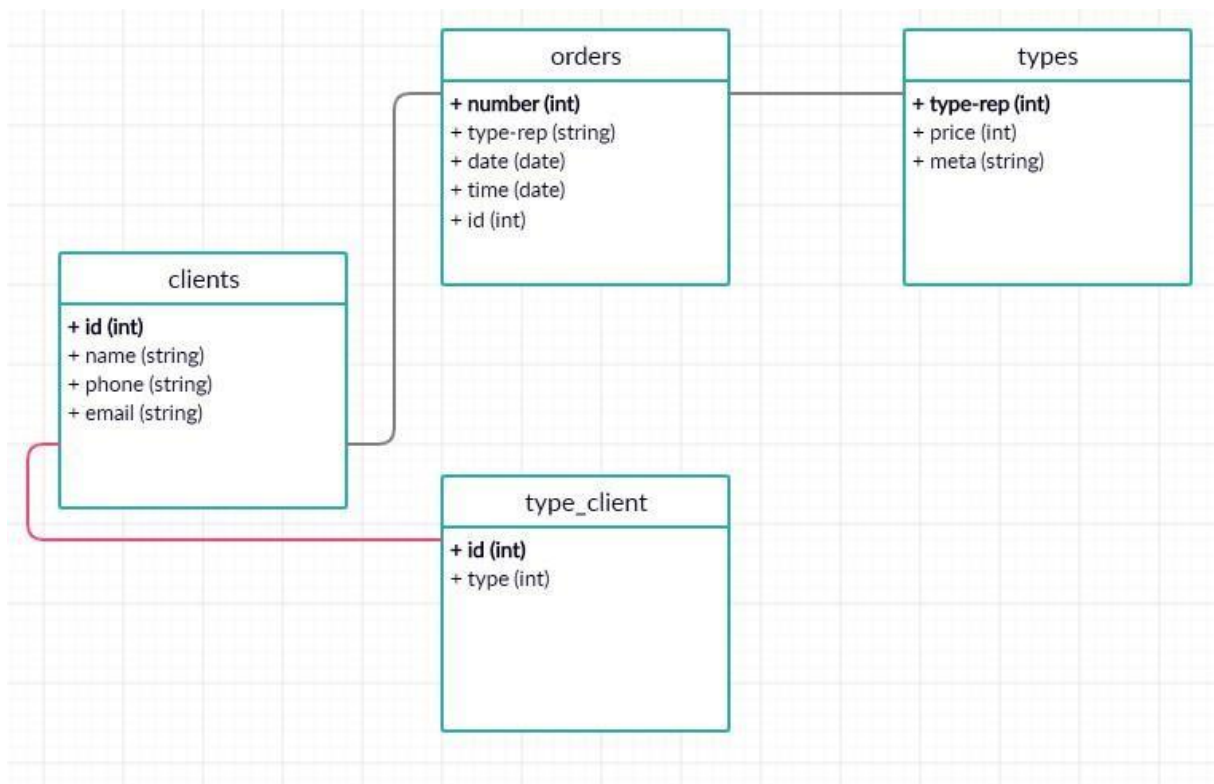 orders
+ number (int)
+ type-rep (string)
+ date (date)
+ time (date)
+ id (int)
types
+ type-rep (int)
+ price (int)
+ meta (string)
clients
+ id (int)
+ name (string)
+ phone (string)
+ email (string)
type_client
+ id (int)
+ type (int)